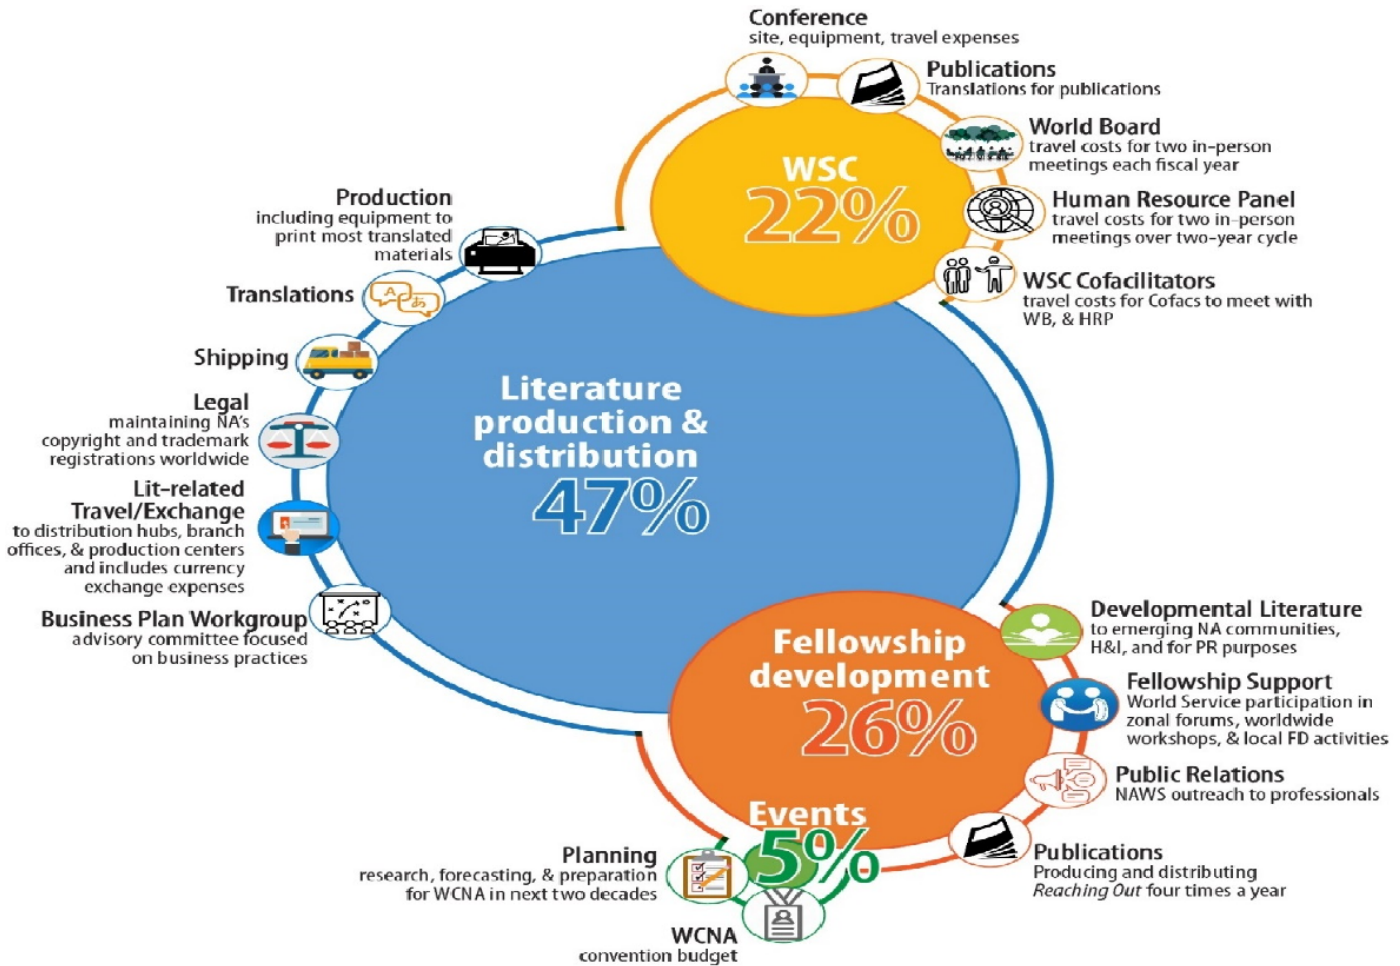 Conference
site, equipment, travel expenses
Publications
Translations for publications
World Board
travel costs for two in-person
meetings each fiscal year
Human Resource Panel
travel costs for two in-person
meetings over two-year cycle
WSC Cofacilitators
travel costs for Cofacs to meet with
WB, & HRP
WSC
22%
Production
including equipment to
print most translated
materials
Translations
A
あ
Shipping
Legal
maintaining NA's
copyright and trademark
registrations worldwide
Lit-related
Travel/Exchange
to distribution hubs, branch
offices, & production centers
and includes currency
exchange expenses
Business Plan Workgroup
advisory committee focused
on business practices
Literature
production &
distribution
47%
Fellowship
development
26%
Developmental Literature
to emerging NA communities,
H&I, and for PR purposes
Fellowship Support
World Service participation in
zonal forums, worldwide
workshops, & local FD activities
Public Relations
NAWS outreach to professionals
Publications
Producing and distributing
Reaching Out four times a year
Events
5%
Planning
research, forecasting, & preparation
for WCNA in next two decades
WCNA
convention budget